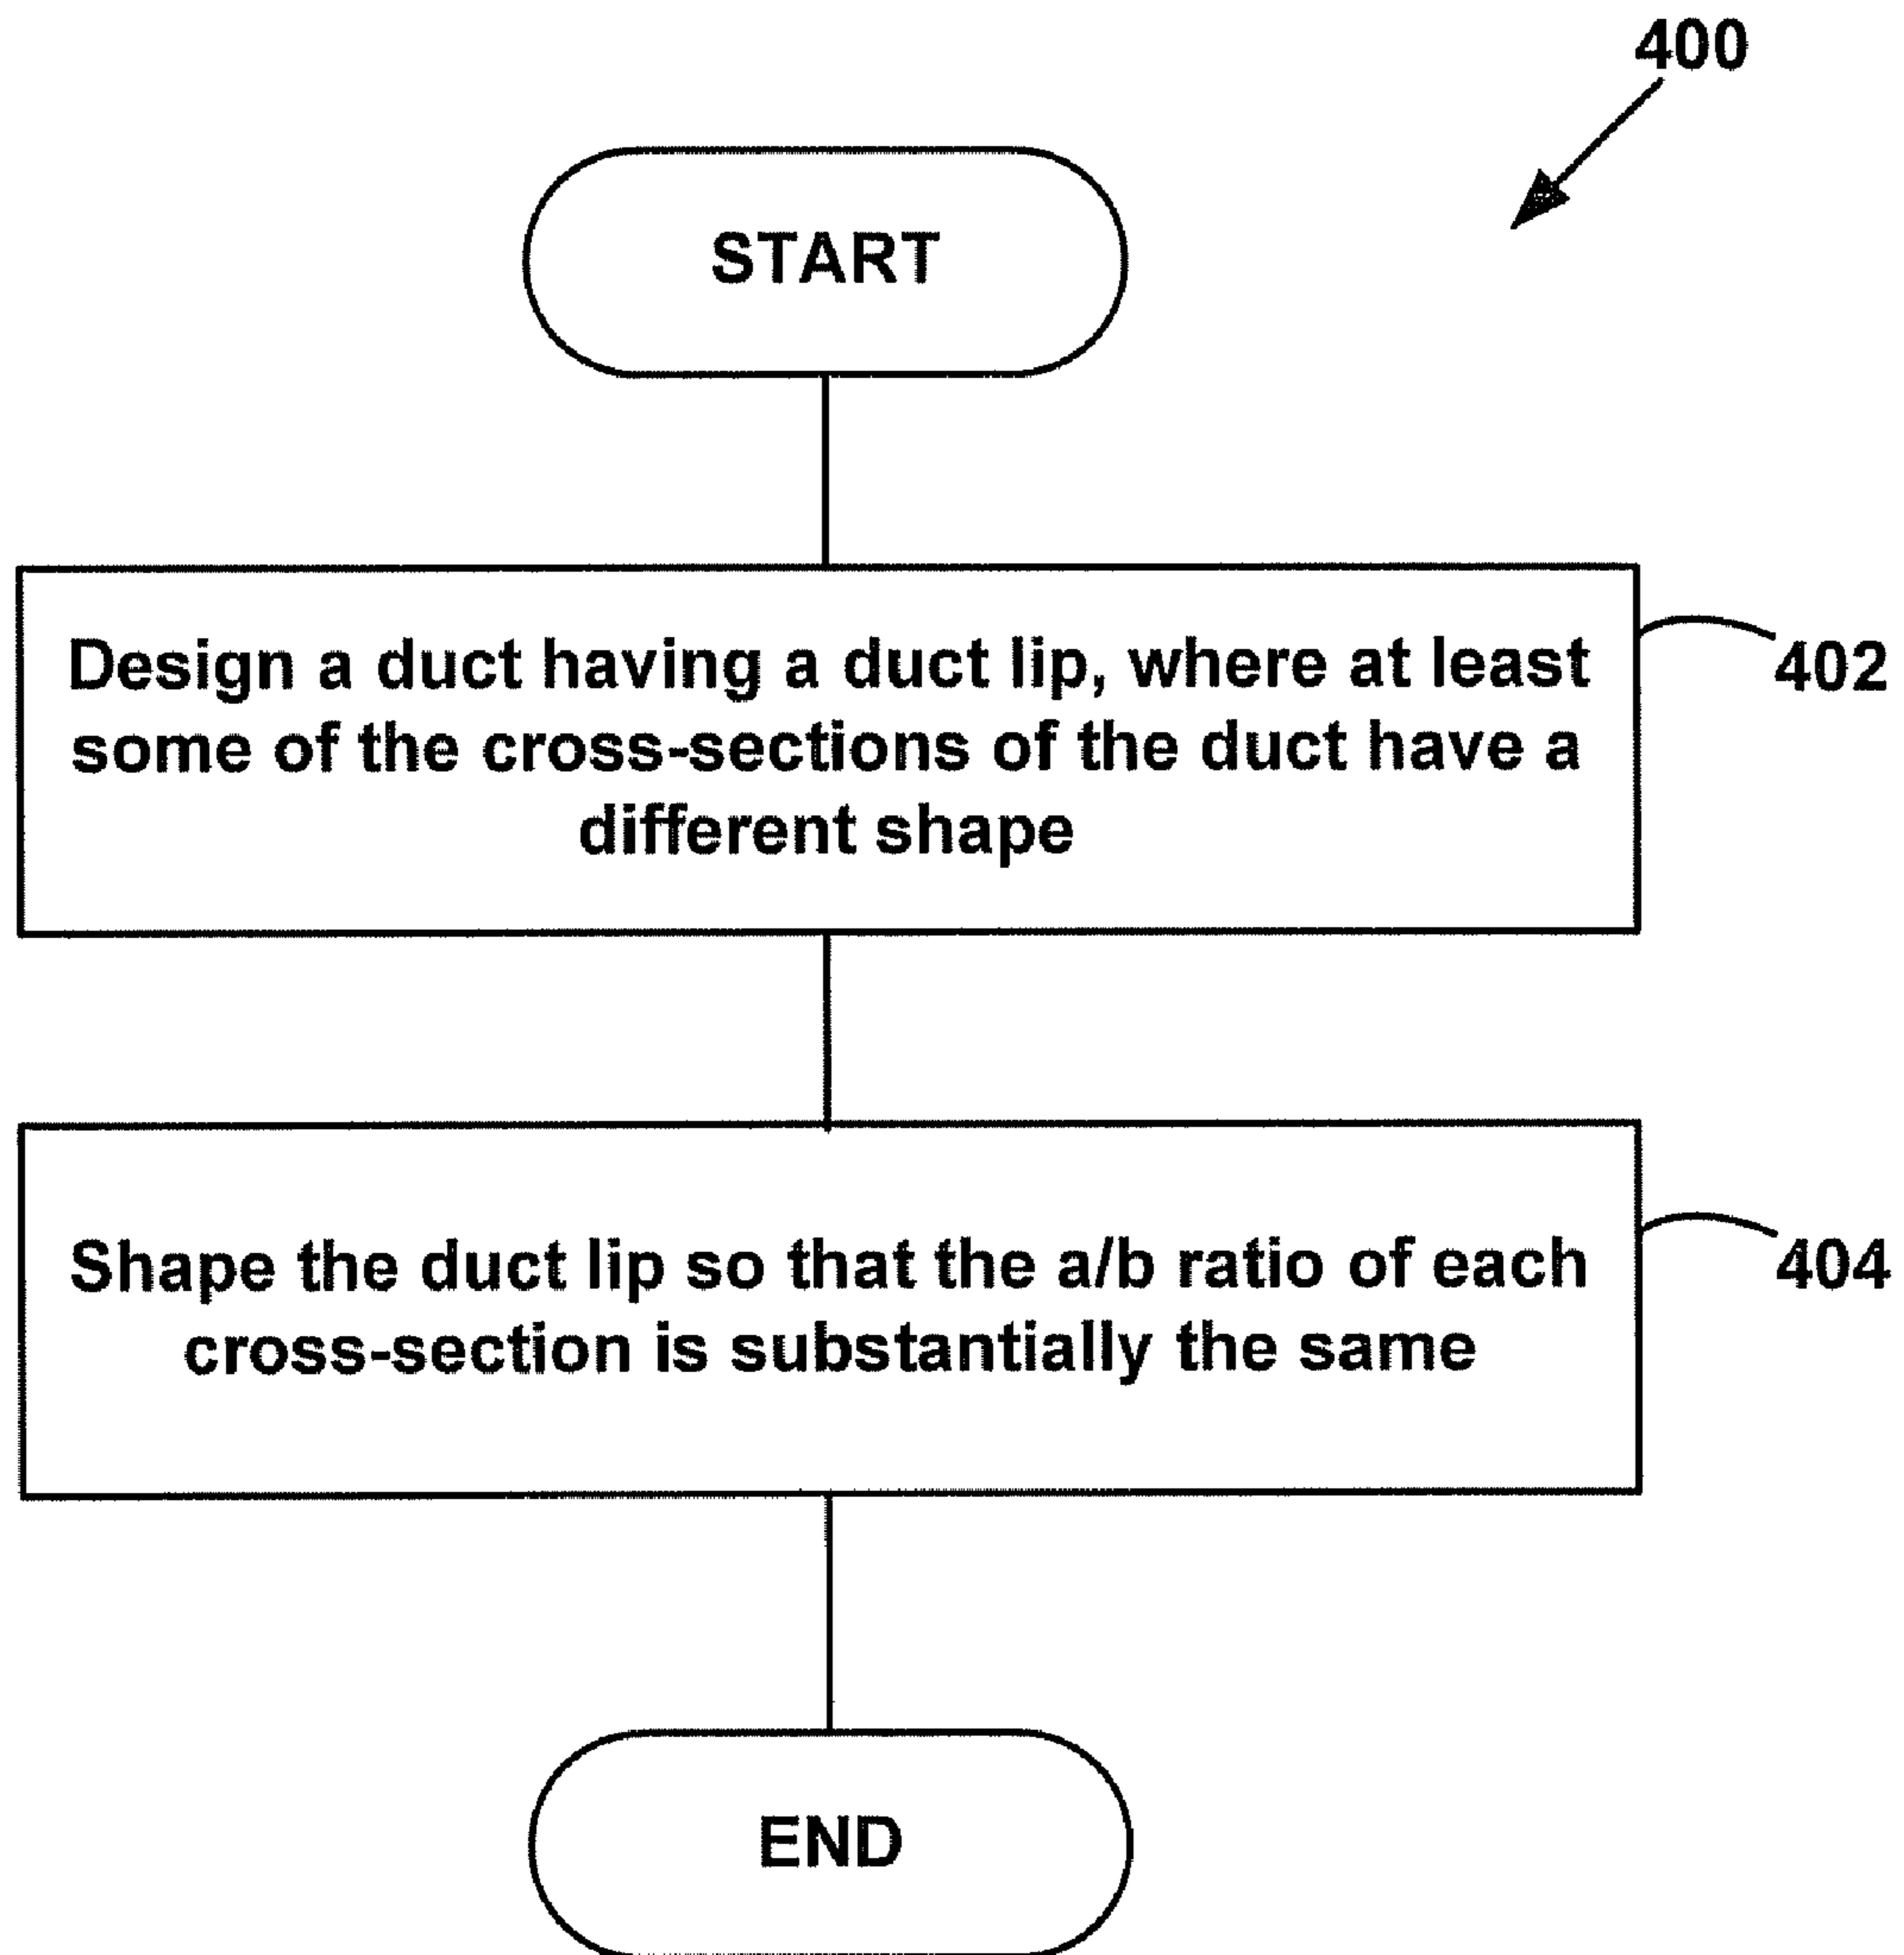 400
START
Design a duct having a duct lip, where at least
some of the cross-sections of the duct have a
different shape
402
Shape the duct lip so that the a/b ratio of each
cross-section is substantially the same
404
END